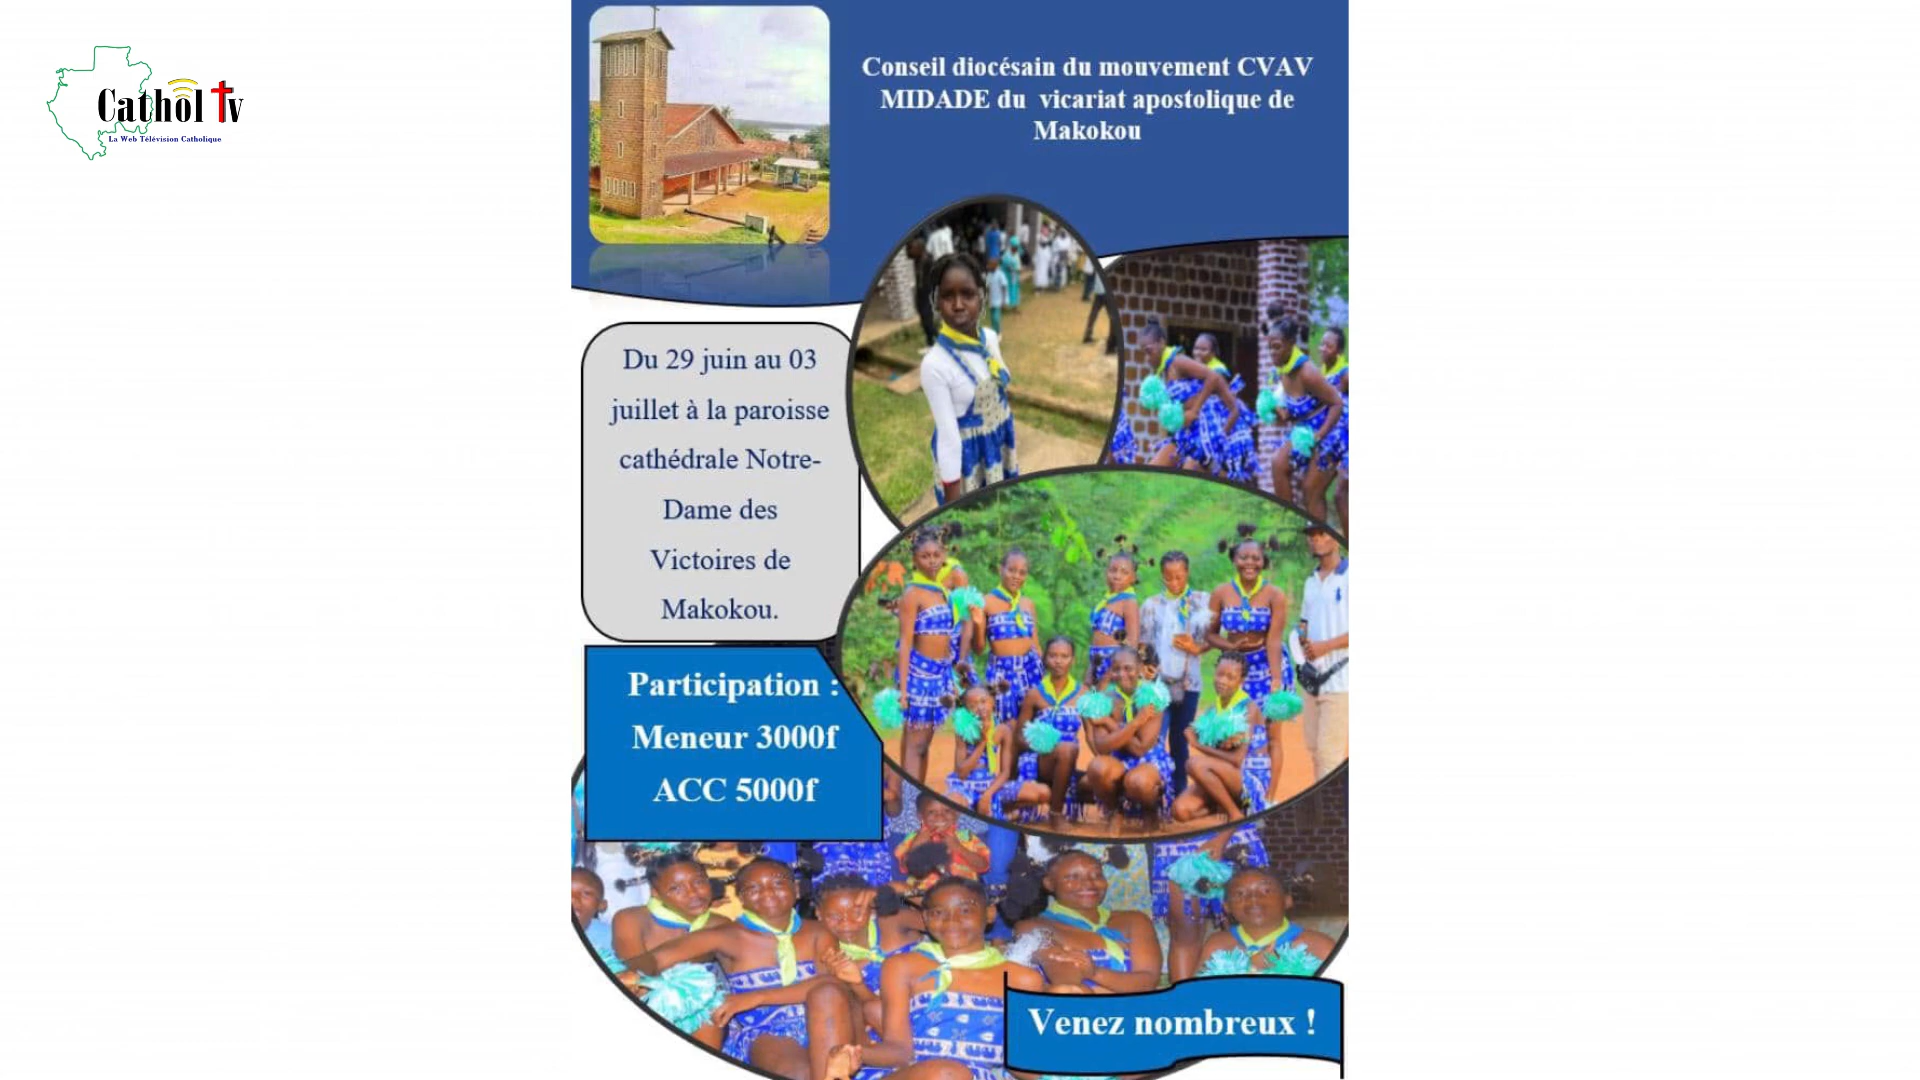 Cathol Tv
La Web Télévision Catholique
Conseil diocésain du mouvement CVAV
MIDADE du vicariat apostolique de
Makokou
Du 29 juin au 03
juillet à la paroisse
cathédrale Notre-
Dame des
Victoires de
Makokou.
Participation :
Meneur 3000f
ACC 5000f
Venez nombreux !